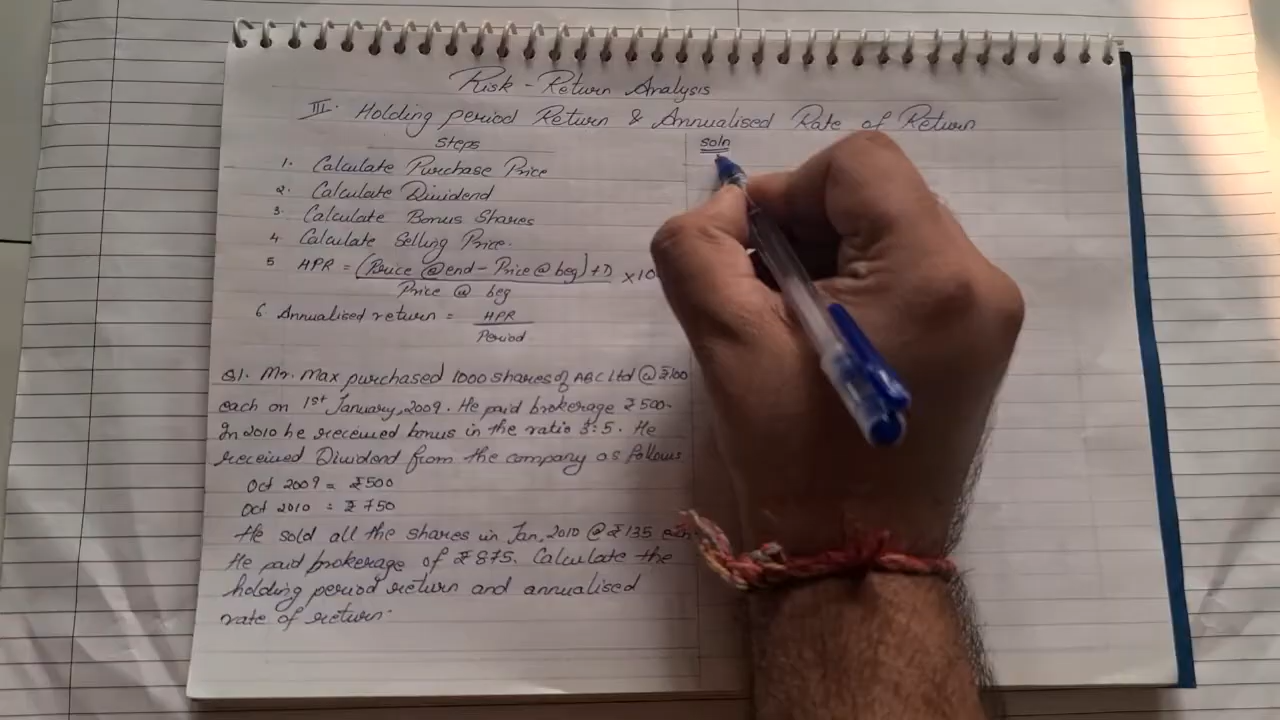 Risk - Return Analysis
III. Holding period Return & Annualised Rate of Return
Steps
1. Calculate Purchase Price
2. Calculate Dividend
3. Calculate Bonus Shares
4. Calculate Selling Price.
5 HPR = (Price @ end - Price @ beg) + D × 10
Price @ beg
6. Annualised return = HPR
Period
Q1. Mr. Max purchased 1000 shares of ABC Ltd @ ₹100
each on 1st January, 2009. He paid brokerage ₹500.
In 2010 he received bonus in the ratio 3:5. He
received Dividend from the company as follows
Oct 2009 = ₹500
Oct 2010 = ₹750
He sold all the shares in Jan, 2010 @ ₹135 each
He paid brokerage of ₹875. Calculate the
holding period return and annualised
rate of return.
Soln